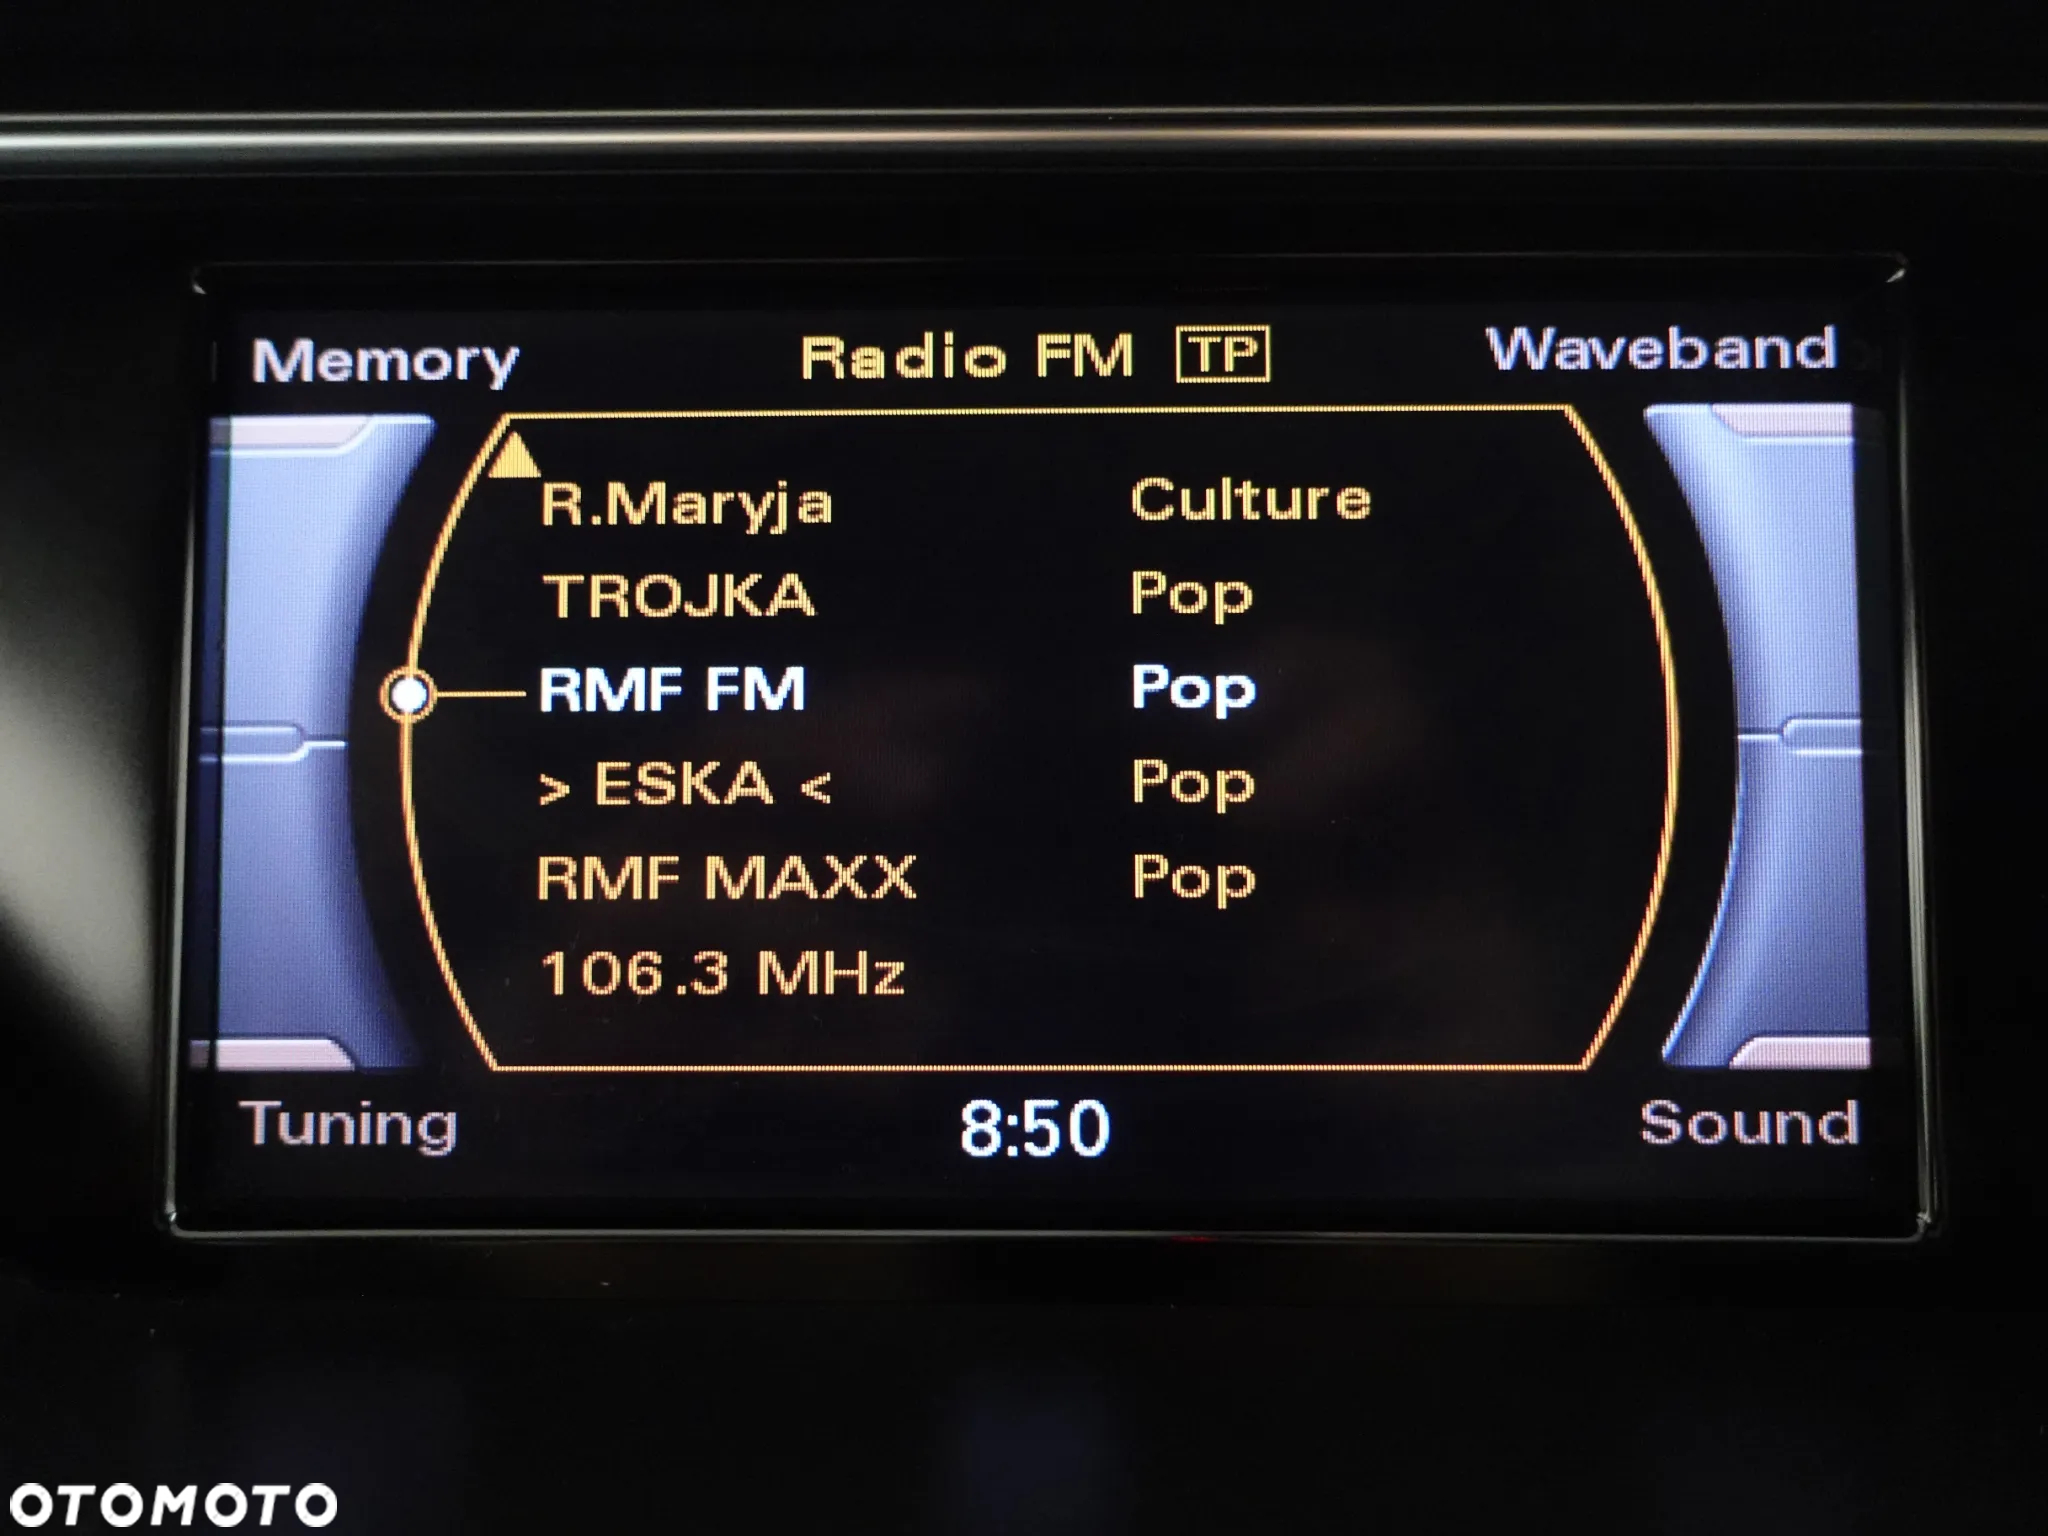 Memory Radio FM TP Waveband
R.Maryja Culture
TROJKA Pop
RMF FM Pop
> ESKA < Pop
RMF MAXX Pop
106.3 MHz
Tuning 8:50 Sound
OTOMOTO